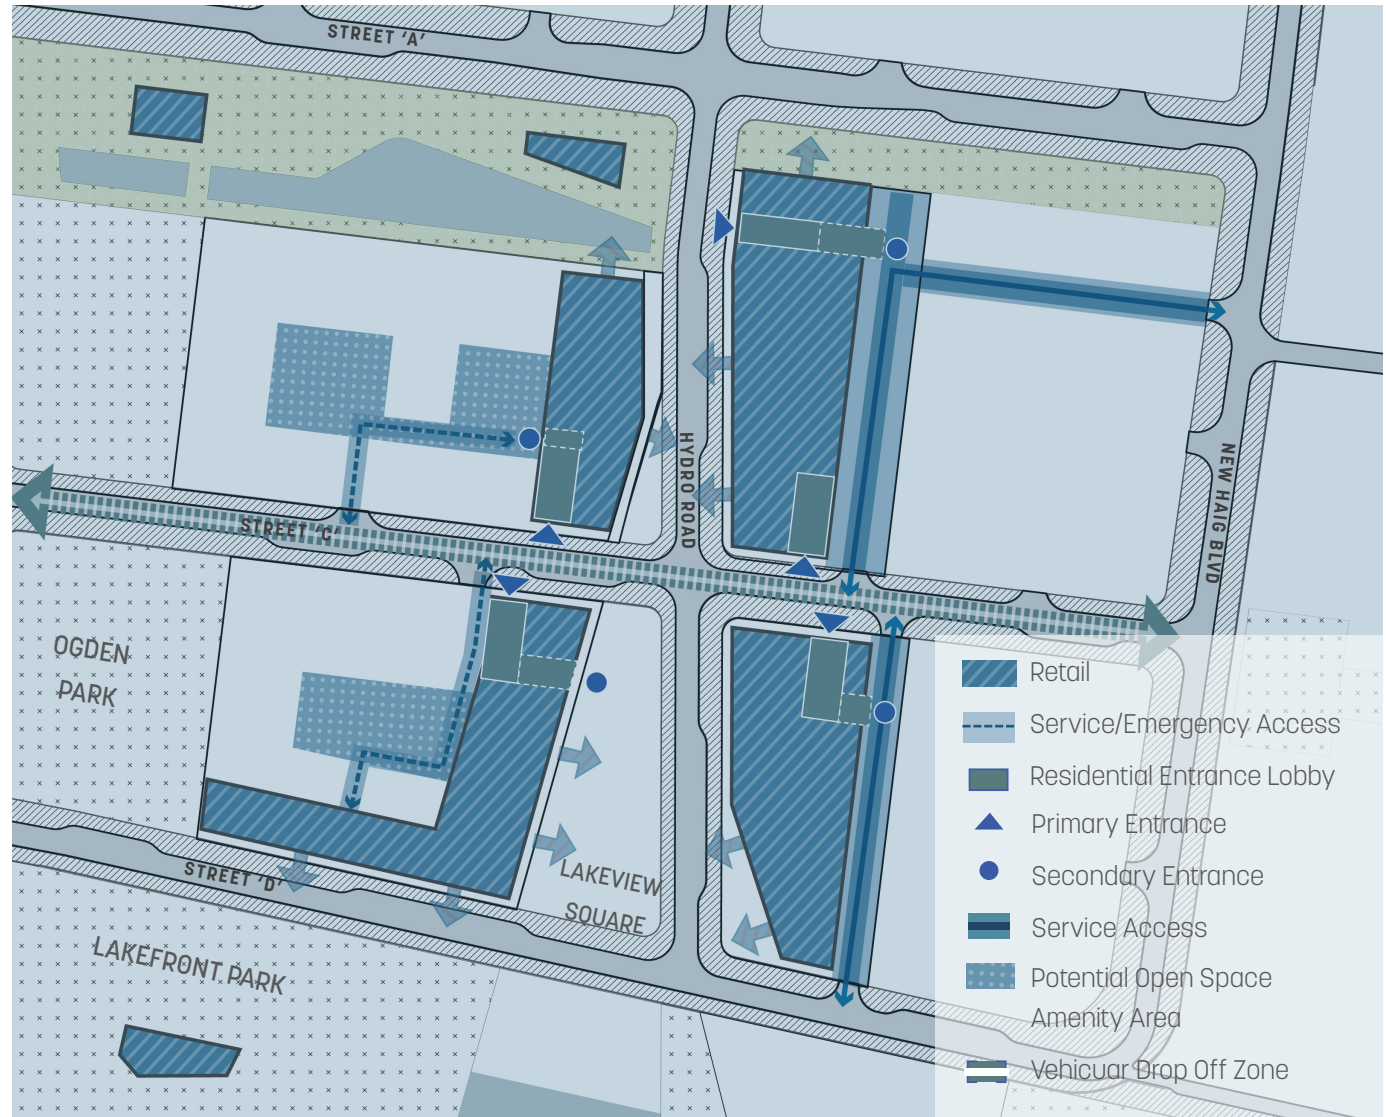 STREET 'A'
HYDRO ROAD
NEW HAIG BLVD
STREET 'C'
OGDEN
PARK
STREET 'D'
LAKEVIEW
SQUARE
LAKEFRONT PARK
Retail
Service/Emergency Access
Residential Entrance Lobby
Primary Entrance
Secondary Entrance
Service Access
Potential Open Space
Amenity Area
Vehicuar Drop Off Zone